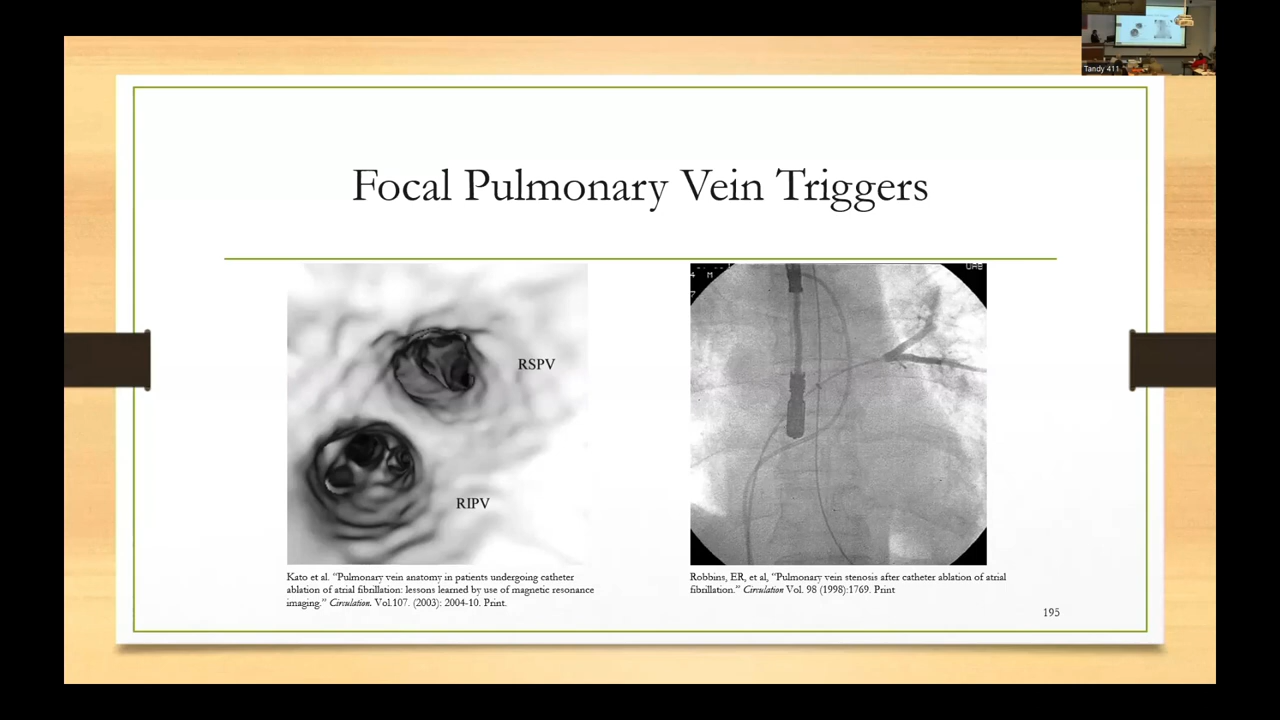 Tandy 411
Focal Pulmonary Vein Triggers
RSPV
RIPV
M
Kato et al. “Pulmonary vein anatomy in patients undergoing catheter
ablation of atrial fibrillation: lessons learned by use of magnetic resonance
imaging.” Circulation. Vol.107. (2003): 2004-10. Print.
Robbins, ER, et al, “Pulmonary vein stenosis after catheter ablation of atrial
fibrillation.” Circulation Vol. 98 (1998):1769. Print
195